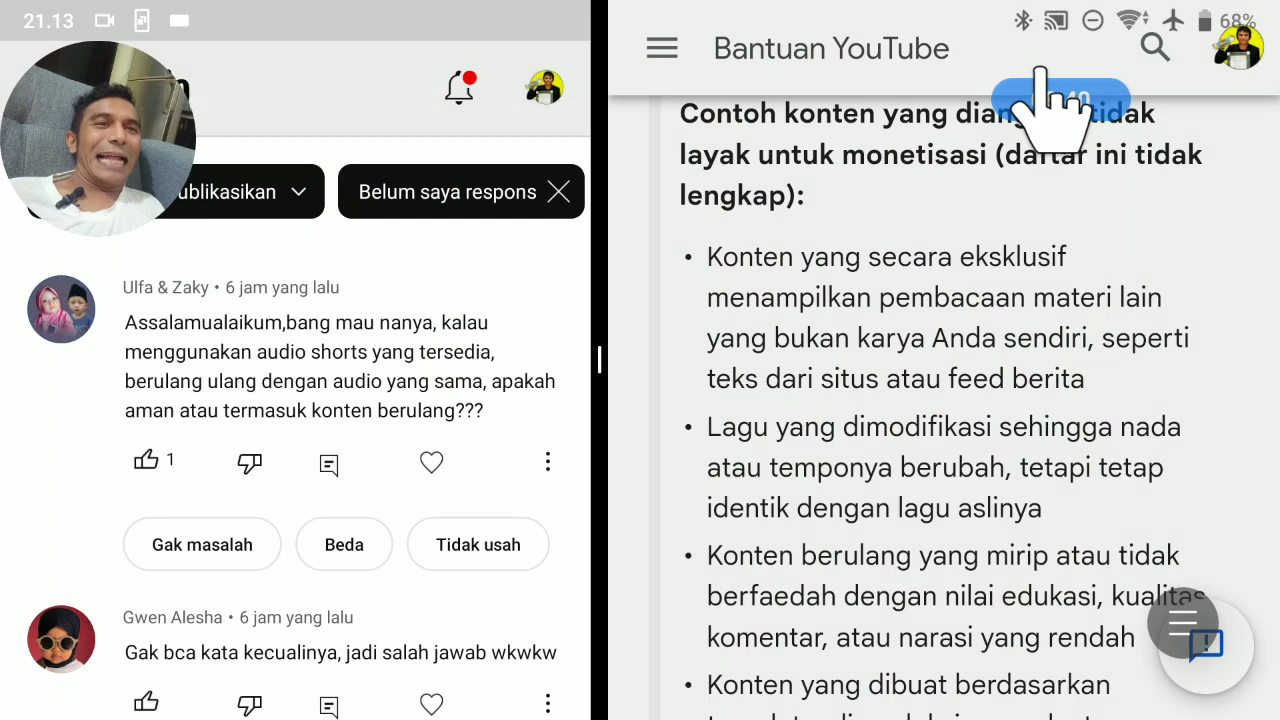 21.13
ublikasikan
Belum saya respons
Ulfa & Zaky • 6 jam yang lalu
Assalamualaikum,bang mau nanya, kalau
menggunakan audio shorts yang tersedia,
berulang ulang dengan audio yang sama, apakah
aman atau termasuk konten berulang???
1
Gak masalah
Beda
Tidak usah
Gwen Alesha • 6 jam yang lalu
Gak bca kata kecualinya, jadi salah jawab wkwkw
68%
Bantuan YouTube
Contoh konten yang tidak
layak untuk monetisasi (daftar ini tidak
lengkap):
• Konten yang secara eksklusif
menampilkan pembacaan materi lain
yang bukan karya Anda sendiri, seperti
teks dari situs atau feed berita
• Lagu yang dimodifikasi sehingga nada
atau temponya berubah, tetapi tetap
identik dengan lagu aslinya
• Konten berulang yang mirip atau tidak
berfaedah dengan nilai edukasi, kualitas
komentar, atau narasi yang rendah
• Konten yang dibuat berdasarkan